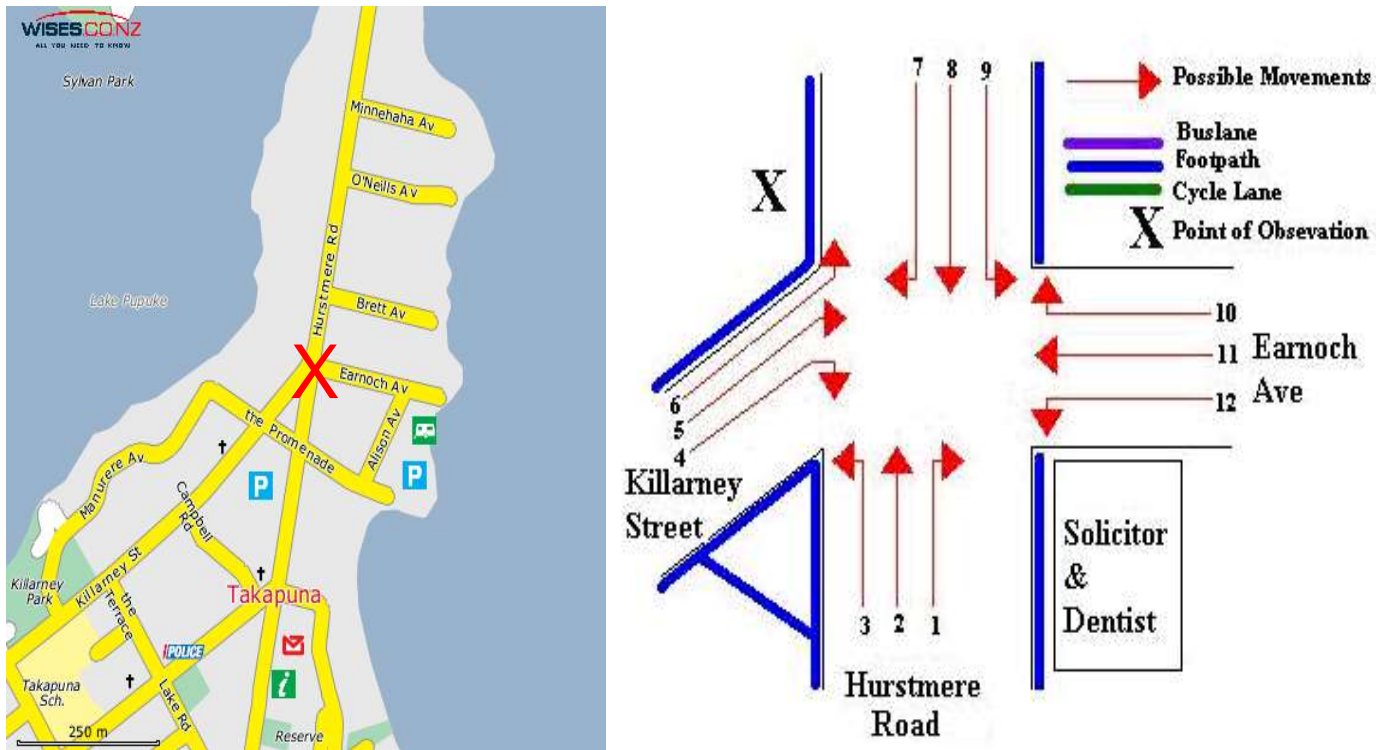 WISES.CO.NZ
ALL YOU NEED TO KNOW
Sylvan Park
Minnehaha Av
O'Neills Av
Hurstmere Rd
Lake Pupuke
Brett Av
X
Earnoch Av
the Promenade
Alison Av
Manurere Av
P
P
Campbell Rd
Killarney St
Killarney Park
Takapuna
the Terrace
POLICE
Takapuna Sch.
Lake Rd
i
250 m
Reserve
7 8 9
Possible Movements
Buslane
Footpath
Cycle Lane
X Point of Obsevation
X
10
11 Earnoch
12 Ave
6
5
4
Killarney
Street
Solicitor
&
Dentist
3 2 1
Hurstmere
Road